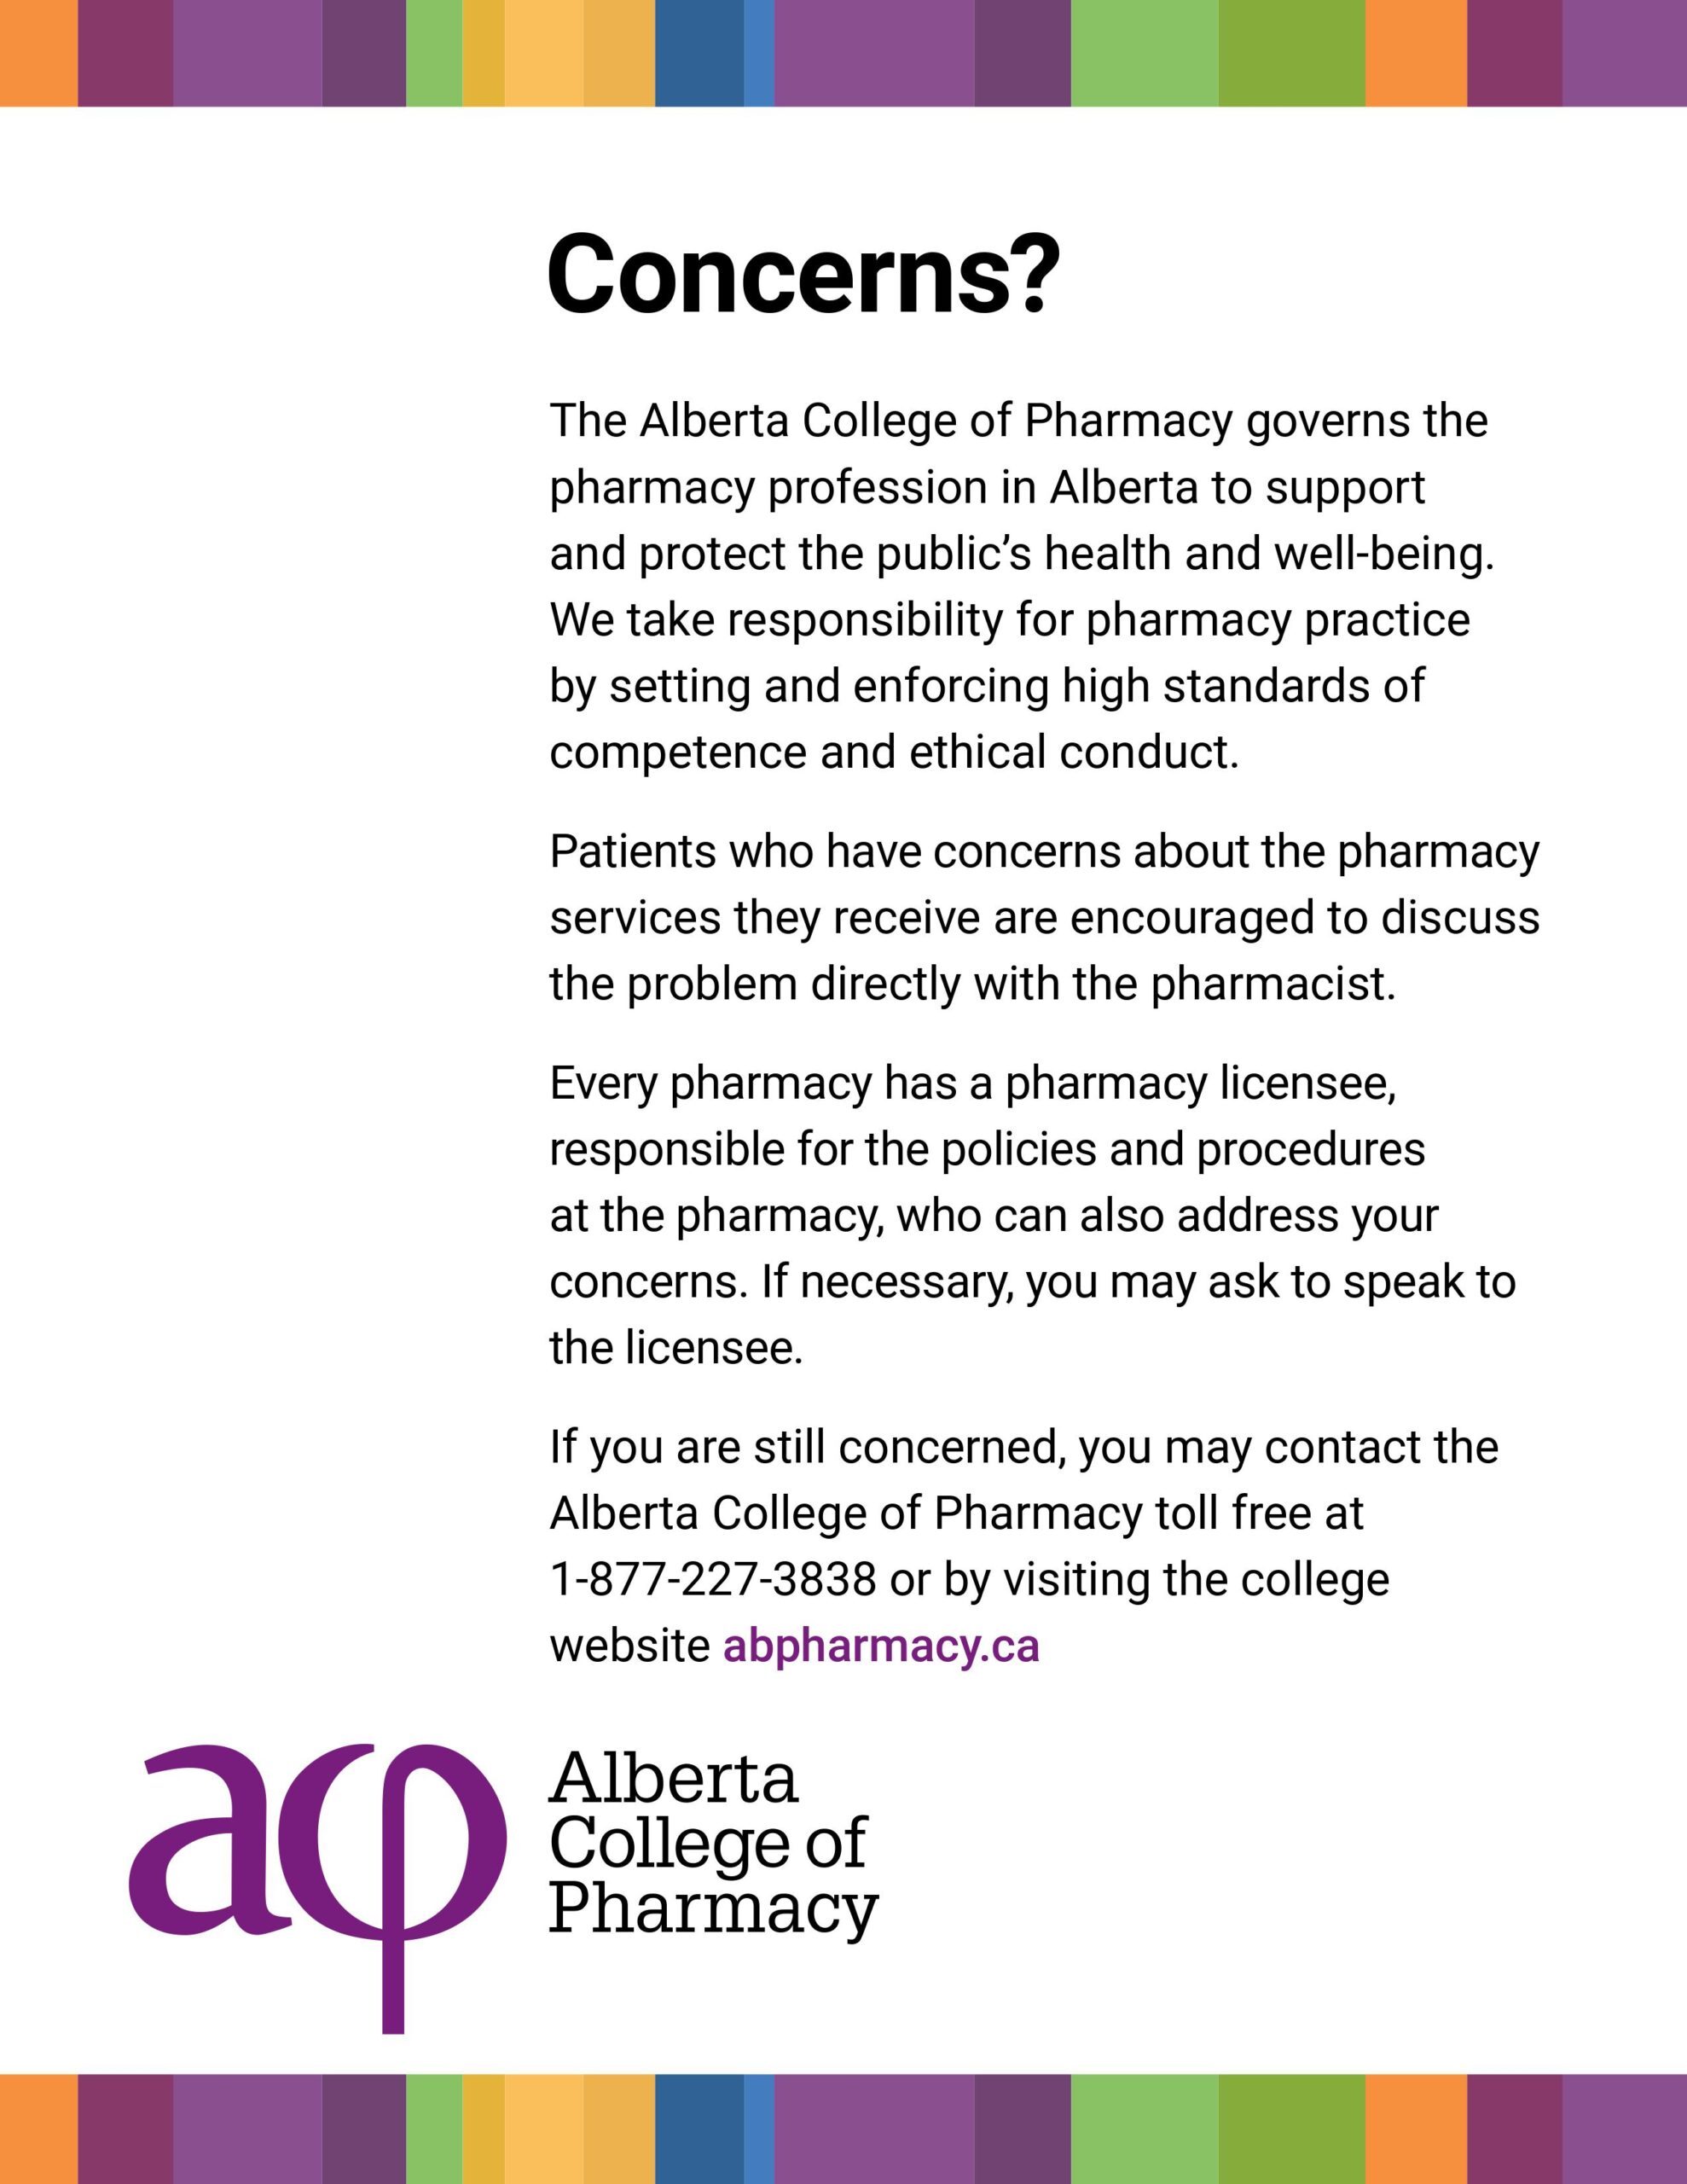 Concerns?
The Alberta College of Pharmacy governs the
pharmacy profession in Alberta to support
and protect the public’s health and well-being.
We take responsibility for pharmacy practice
by setting and enforcing high standards of
competence and ethical conduct.
Patients who have concerns about the pharmacy
services they receive are encouraged to discuss
the problem directly with the pharmacist.
Every pharmacy has a pharmacy licensee,
responsible for the policies and procedures
at the pharmacy, who can also address your
concerns. If necessary, you may ask to speak to
the licensee.
If you are still concerned, you may contact the
Alberta College of Pharmacy toll free at
1-877-227-3838 or by visiting the college
website abpharmacy.ca
aφ
Alberta
College of
Pharmacy